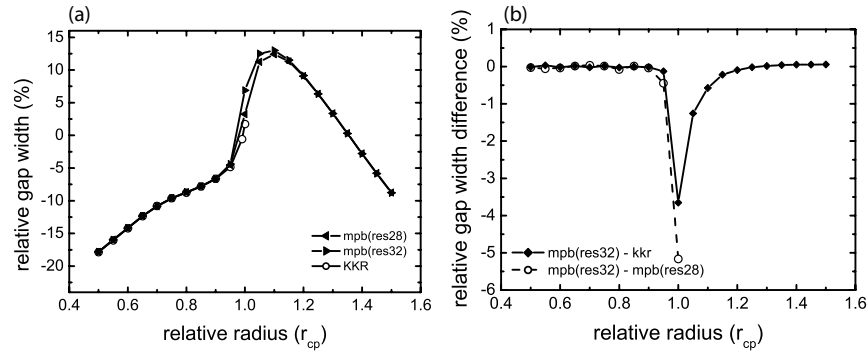 (a)
relative gap width (%)
15
10
5
0
-5
-10
-15
-20
mpb(res28)
mpb(res32)
KKR
0.4 0.6 0.8 1.0 1.2 1.4 1.6
relative radius (rcp)
(b)
relative gap width difference (%)
1
0
-1
-2
-3
-4
-5
-6
mpb(res32) - kkr
mpb(res32) - mpb(res28)
0.4 0.6 0.8 1.0 1.2 1.4 1.6
relative radius (rcp)